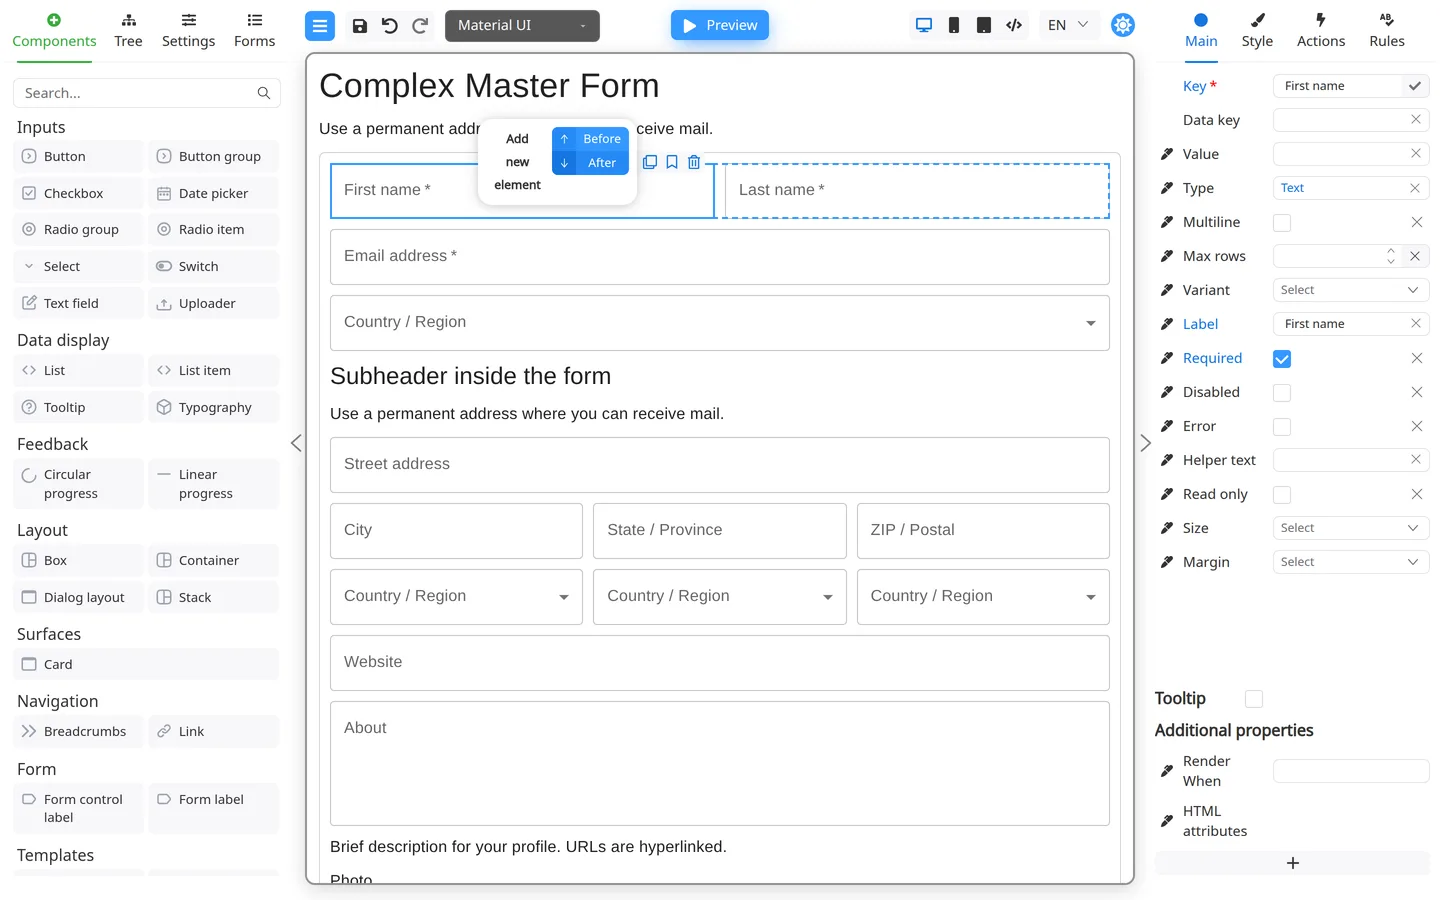 Components
Tree
Settings
Forms
Material UI
Preview
EN
Main
Style
Actions
Rules
Search...
Inputs
Button
Button group
Checkbox
Date picker
Radio group
Radio item
Select
Switch
Text field
Uploader
Data display
List
List item
Tooltip
Typography
Feedback
Circular
progress
Linear
progress
Layout
Box
Container
Dialog layout
Stack
Surfaces
Card
Navigation
Breadcrumbs
Link
Form
Form control
label
Form label
Templates
Complex Master Form
Use a permanent addr
ceive mail.
Add
new
element
Before
After
First name *
Last name *
Email address *
Country / Region
Subheader inside the form
Use a permanent address where you can receive mail.
Street address
City
State / Province
ZIP / Postal
Country / Region
Country / Region
Country / Region
Website
About
Brief description for your profile. URLs are hyperlinked.
Photo
Key *
First name
Data key
Value
Type
Text
Multiline
Max rows
Variant
Select
Label
First name
Required
Disabled
Error
Helper text
Read only
Size
Select
Margin
Select
Tooltip
Additional properties
Render
When
HTML
attributes